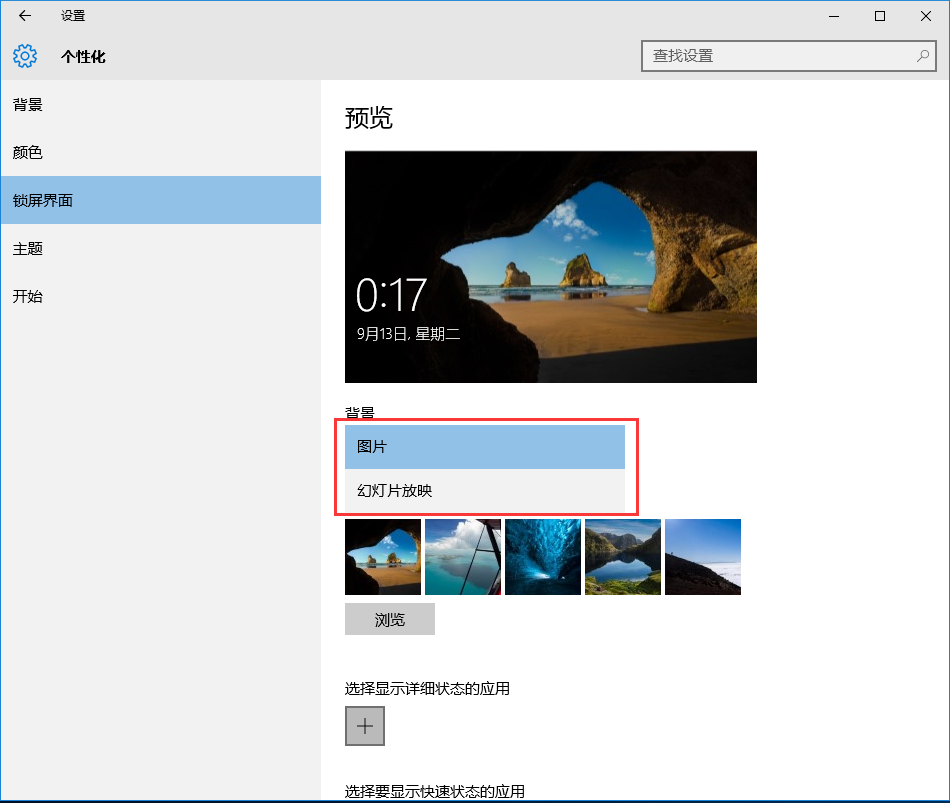 设置
个性化
查找设置
背景
颜色
锁屏界面
主题
开始
预览
0:17
9月13日, 星期二
背景
图片
幻灯片放映
浏览
选择显示详细状态的应用
选择要显示快速状态的应用